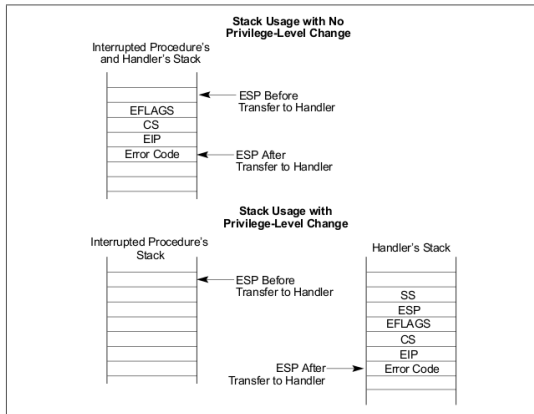 Stack Usage with No
Privilege-Level Change
Interrupted Procedure's
and Handler's Stack
ESP Before
Transfer to Handler
EFLAGS
CS
EIP
Error Code
ESP After
Transfer to Handler
Stack Usage with
Privilege-Level Change
Interrupted Procedure's
Stack
Handler's Stack
ESP Before
Transfer to Handler
SS
ESP
EFLAGS
CS
EIP
ESP After
Transfer to Handler
Error Code